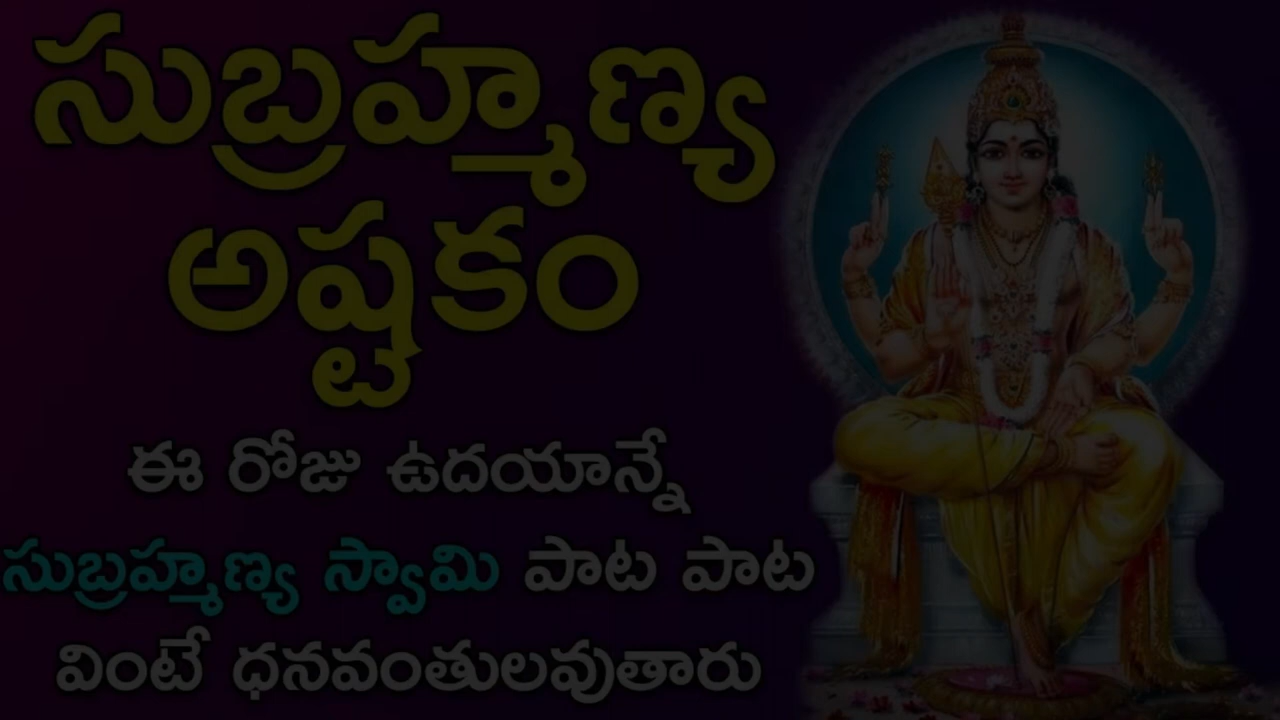 సుబ్రహ్మణ్య
అష్టకం
ఈ రోజు ఉదయాన్నే
సుబ్రహ్మణ్య స్వామి పాట పాట
వింటే ధనవంతులవుతారు